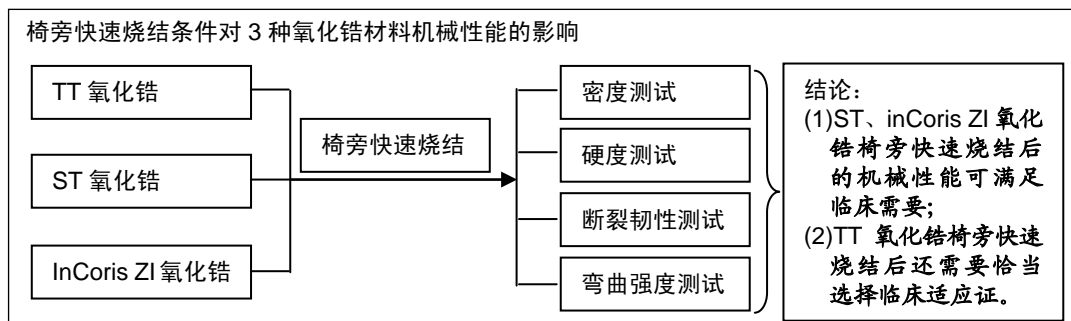 椅旁快速烧结条件对 3 种氧化锆材料机械性能的影响
TT 氧化锆
ST 氧化锆
InCoris ZI 氧化锆
椅旁快速烧结
密度测试
硬度测试
断裂韧性测试
弯曲强度测试
结论:
(1)ST、inCoris ZI 氧化
锆椅旁快速烧结后
的机械性能可满足
临床需要;
(2)TT 氧化锆椅旁快速
烧结后还需要恰当
选择临床适应证。